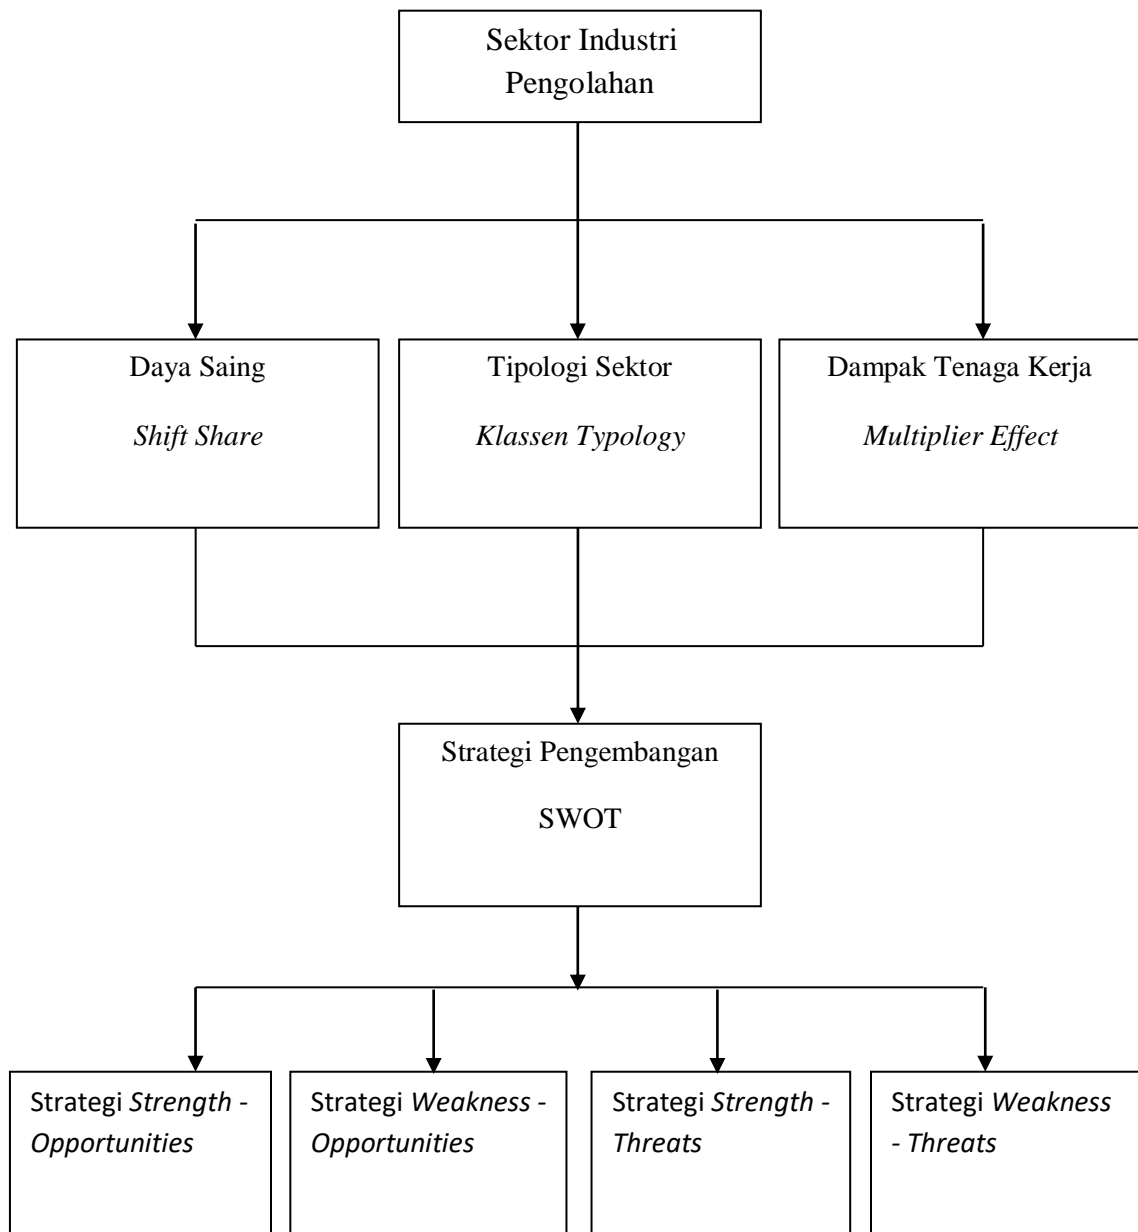 Sektor Industri
Pengolahan
Daya Saing
Shift Share
Tipologi Sektor
Klassen Typology
Dampak Tenaga Kerja
Multiplier Effect
Strategi Pengembangan
SWOT
Strategi Strength -
Opportunities
Strategi Weakness -
Opportunities
Strategi Strength -
Threats
Strategi Weakness
- Threats